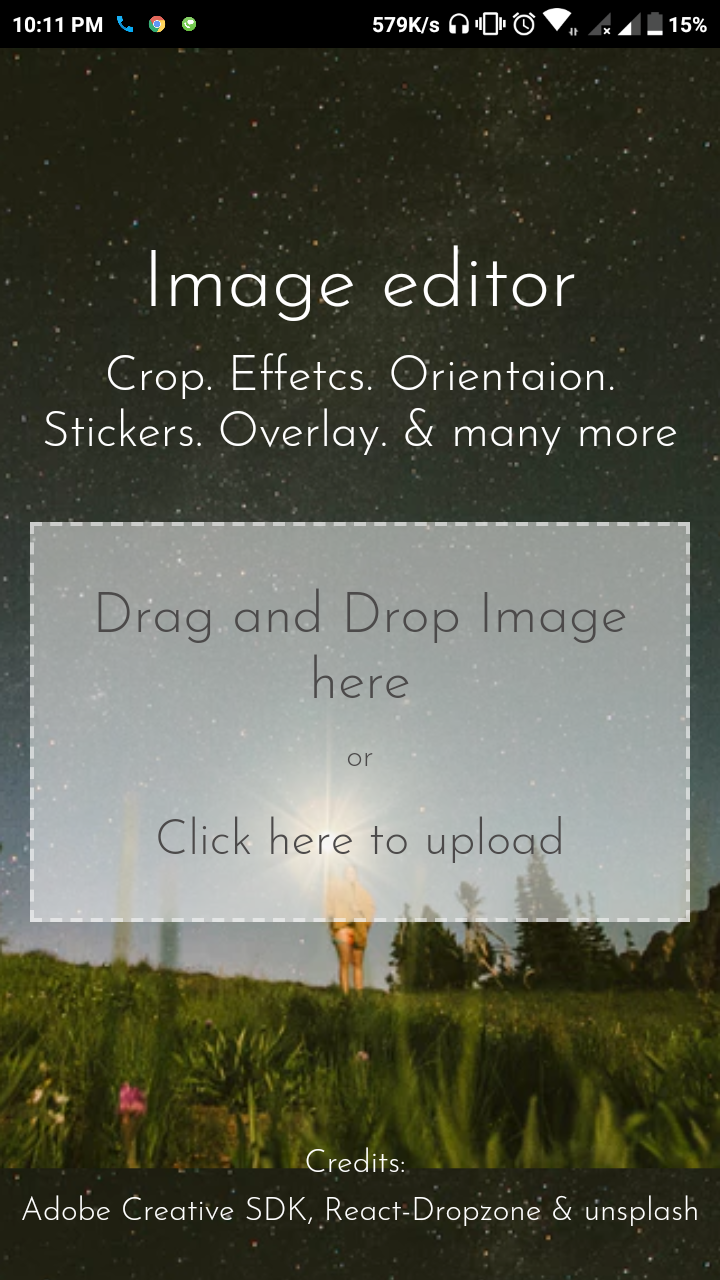 10:11 PM 579K/s 15%
Image editor
Crop. Effetcs. Orientaion.
Stickers. Overlay. & many more
Drag and Drop Image
here
or
Click here to upload
Credits:
Adobe Creative SDK, React-Dropzone & unsplash